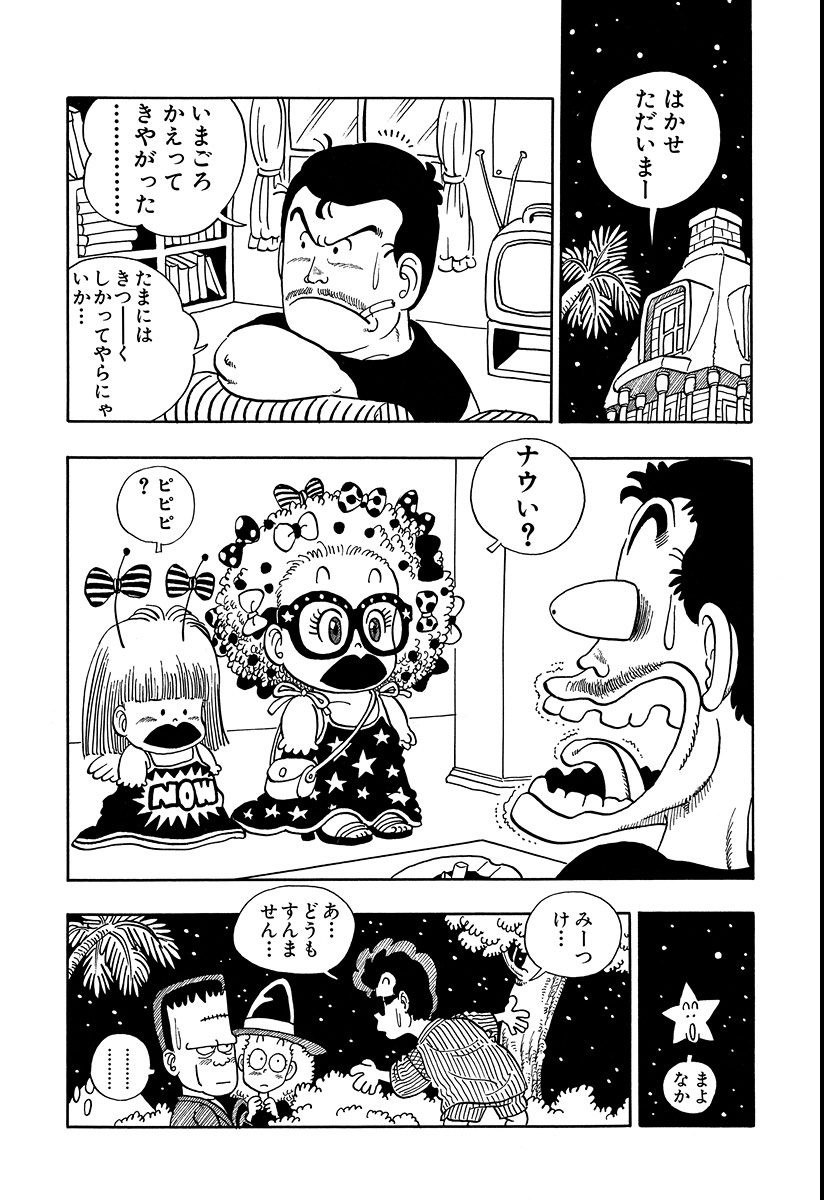 はかせ
ただいまー
いまごろ
かえって
きやがった
…………
たまには
きつ――く
しかってやらにゃ
いか…
ナウい?
ピピピ
?
NOW
まよ
なか
みーつ
け…
あ…
どうも
すんま
せん…
………